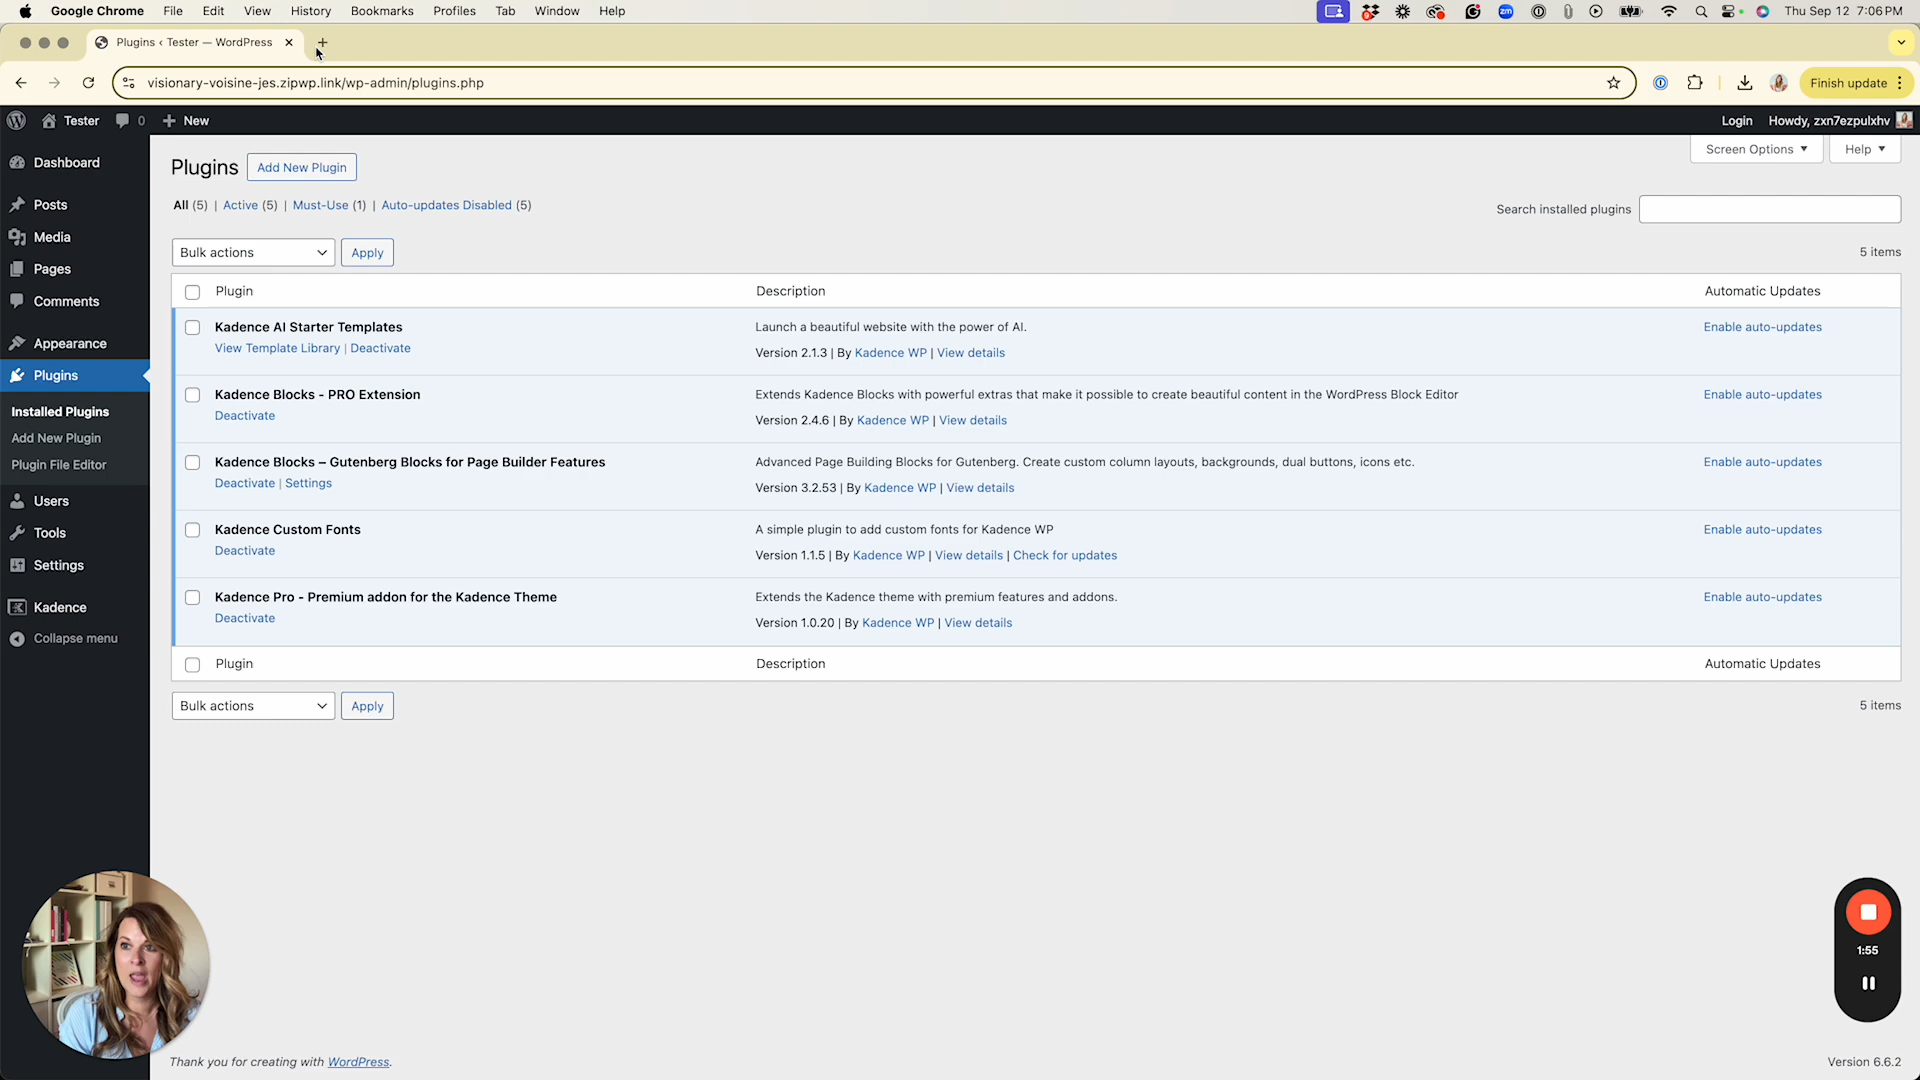 Google Chrome File Edit View History Bookmarks Profiles Tab Window Help
zm
Thu Sep 12 7:06 PM
Plugins ‹ Tester — WordPress
visionary-voisine-jes.zipwp.link/wp-admin/plugins.php
Finish update
Tester 0 New
Login Howdy, zxn7ezpulxhv
Dashboard
Posts
Media
Pages
Comments
Appearance
Plugins
Installed Plugins
Add New Plugin
Plugin File Editor
Users
Tools
Settings
Kadence
Collapse menu
Screen Options Help
Plugins Add New Plugin
All (5) | Active (5) | Must-Use (1) | Auto-updates Disabled (5)
Search installed plugins
Bulk actions Apply
5 items
Plugin Description Automatic Updates
Kadence AI Starter Templates
View Template Library | Deactivate
Launch a beautiful website with the power of AI.
Version 2.1.3 | By Kadence WP | View details
Enable auto-updates
Kadence Blocks - PRO Extension
Deactivate
Extends Kadence Blocks with powerful extras that make it possible to create beautiful content in the WordPress Block Editor
Version 2.4.6 | By Kadence WP | View details
Enable auto-updates
Kadence Blocks – Gutenberg Blocks for Page Builder Features
Deactivate | Settings
Advanced Page Building Blocks for Gutenberg. Create custom column layouts, backgrounds, dual buttons, icons etc.
Version 3.2.53 | By Kadence WP | View details
Enable auto-updates
Kadence Custom Fonts
Deactivate
A simple plugin to add custom fonts for Kadence WP
Version 1.1.5 | By Kadence WP | View details | Check for updates
Enable auto-updates
Kadence Pro - Premium addon for the Kadence Theme
Deactivate
Extends the Kadence theme with premium features and addons.
Version 1.0.20 | By Kadence WP | View details
Enable auto-updates
Plugin Description Automatic Updates
Bulk actions Apply
5 items
1:55
Thank you for creating with WordPress.
Version 6.6.2